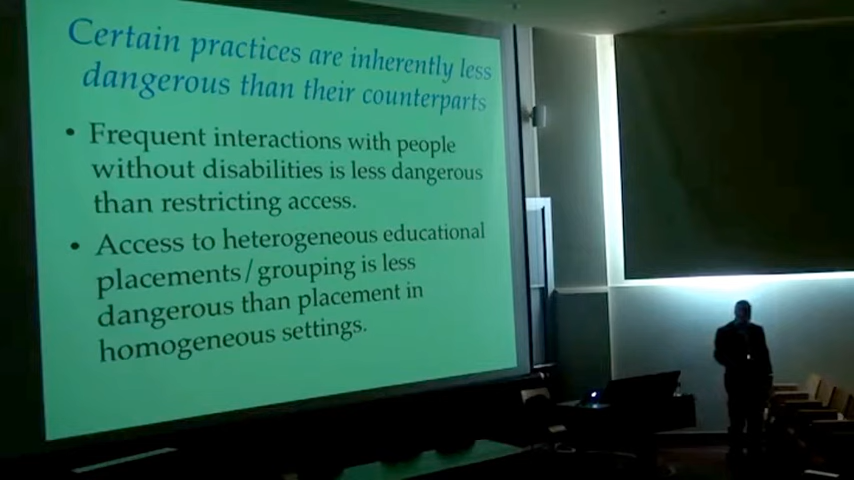 Certain practices are inherently less
dangerous than their counterparts
• Frequent interactions with people
without disabilities is less dangerous
than restricting access.
• Access to heterogeneous educational
placements/grouping is less
dangerous than placement in
homogeneous settings.